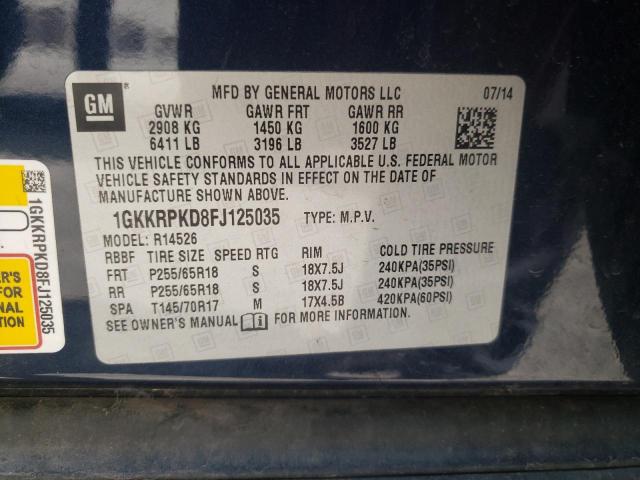 GM ®
MFD BY GENERAL MOTORS LLC 07/14
GVWR GAWR FRT GAWR RR
2908 KG 1450 KG 1600 KG
6411 LB 3196 LB 3527 LB
THIS VEHICLE CONFORMS TO ALL APPLICABLE U.S. FEDERAL MOTOR
VEHICLE SAFETY STANDARDS IN EFFECT ON THE DATE OF
MANUFACTURE SHOWN ABOVE.
1GKKRPKD8FJ125035 TYPE: M.P.V.
MODEL: R14526
RBBF TIRE SIZE SPEED RTG RIM COLD TIRE PRESSURE
FRT P255/65R18 S 18X7.5J 240KPA(35PSI)
RR P255/65R18 S 18X7.5J 240KPA(35PSI)
SPA T145/70R17 M 17X4.5B 420KPA(60PSI)
SEE OWNER'S MANUAL FOR MORE INFORMATION.
1GKKRPKD8FJ125035
FOR